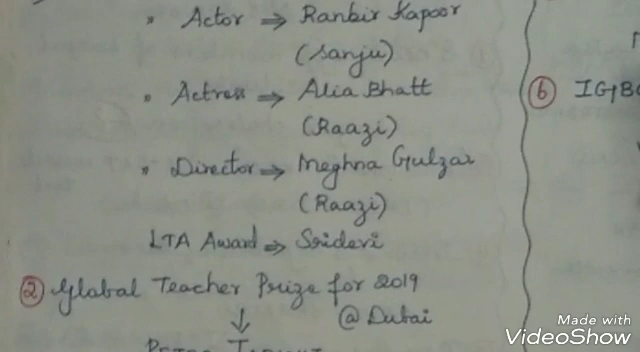 " Actor ⇒ Ranbir Kapoor
(Sanju)
" Actress ⇒ Alia Bhatt
(Raazi)
" Director ⇒ Meghna Gulzar
(Raazi)
LTA Award ⇒ Sridevi
② Global Teacher Prize for 2019
↓ @ Dubai
⑥ IGB
Made with
VideoShow